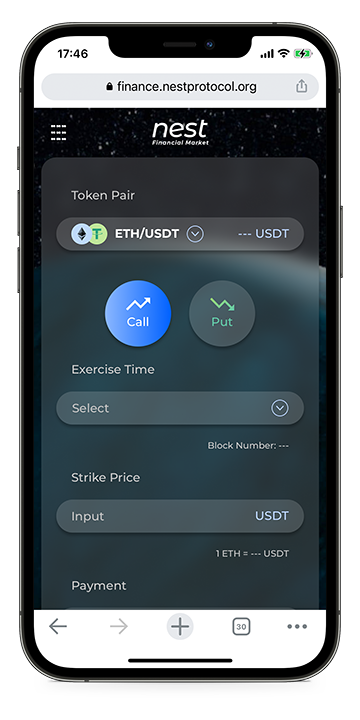 17:46
finance.nestprotocol.org
nest
Financial Market
Token Pair
ETH/USDT
--- USDT
Call
Put
Exercise Time
Select
Block Number: ---
Strike Price
Input
USDT
1 ETH = --- USDT
Payment
30